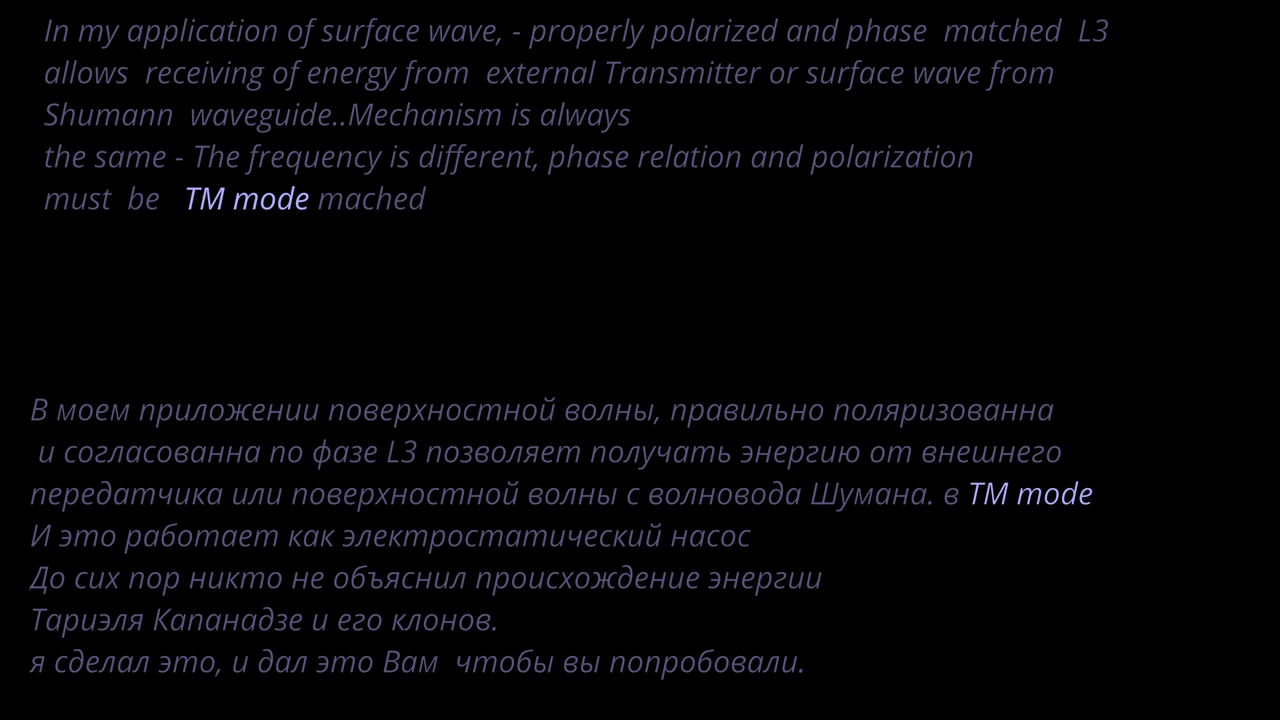 In my application of surface wave, - properly polarized and phase  matched  L3
allows  receiving of energy from  external Transmitter or surface wave from
Shumann  waveguide..Mechanism is always
the same - The frequency is different, phase relation and polarization
must  be   TM mode mached
В моем приложении поверхностной волны, правильно поляризованна
и согласованна по фазе L3 позволяет получать энергию от внешнего
передатчика или поверхностной волны с волновода Шумана. в TM mode
И это работает как электростатический насос
До сих пор никто не объяснил происхождение энергии
Тариэля Капанадзе и его клонов.
я сделал это, и дал это Вам  чтобы вы попробовали.